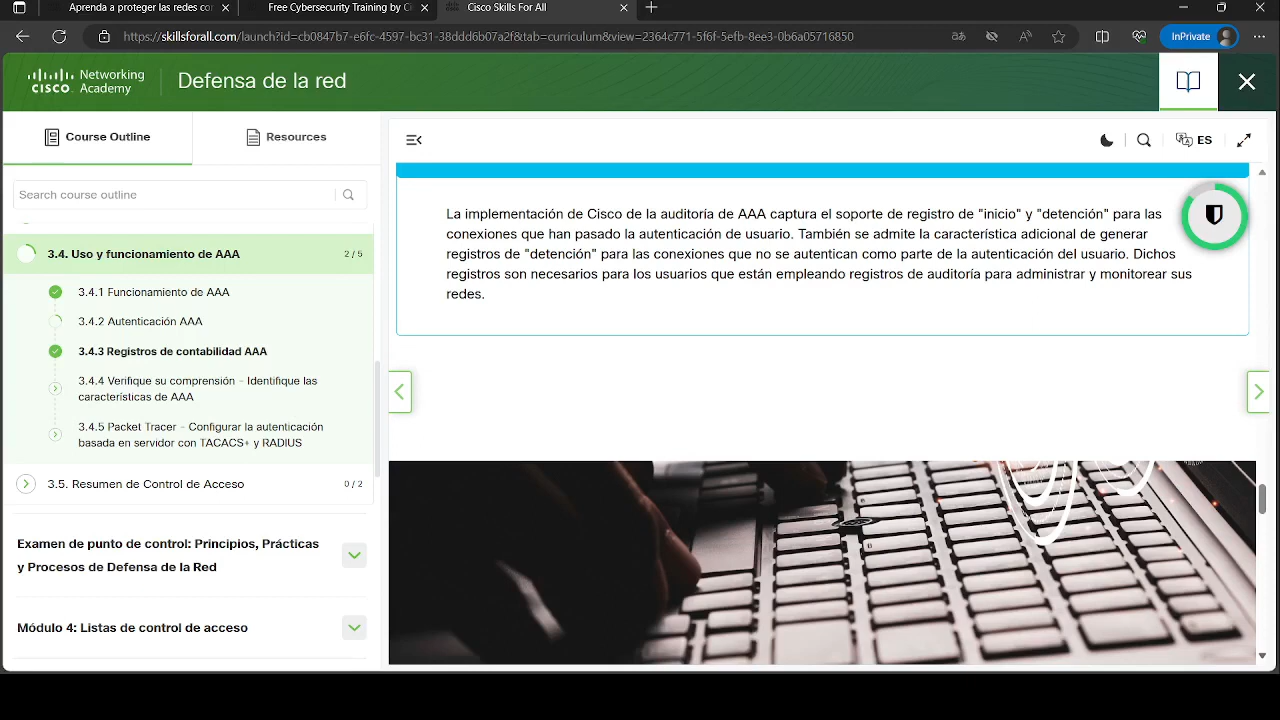 Aprenda a proteger las redes co
Free Cybersecurity Training by C
Cisco Skills For All
https://skillsforall.com/launch?id=cb0847b7-e6fc-4597-bc31-38ddd6b07a2f&tab=curriculum&view=2364c771-5f6f-5efb-8ee3-0b6a05716850
InPrivate
Networking
CISCO Academy
Defensa de la red
Course Outline
Resources
ES
Search course outline
3.4. Uso y funcionamiento de AAA
2 / 5
3.4.1 Funcionamiento de AAA
3.4.2 Autenticación AAA
3.4.3 Registros de contabilidad AAA
3.4.4 Verifique su comprensión - Identifique las
características de AAA
3.4.5 Packet Tracer - Configurar la autenticación
basada en servidor con TACACS+ y RADIUS
3.5. Resumen de Control de Acceso
0 / 2
Examen de punto de control: Principios, Prácticas
y Procesos de Defensa de la Red
Módulo 4: Listas de control de acceso
La implementación de Cisco de la auditoría de AAA captura el soporte de registro de "inicio" y "detención" para las
conexiones que han pasado la autenticación de usuario. También se admite la característica adicional de generar
registros de "detención" para las conexiones que no se autentican como parte de la autenticación del usuario. Dichos
registros son necesarios para los usuarios que están empleando registros de auditoría para administrar y monitorear sus
redes.